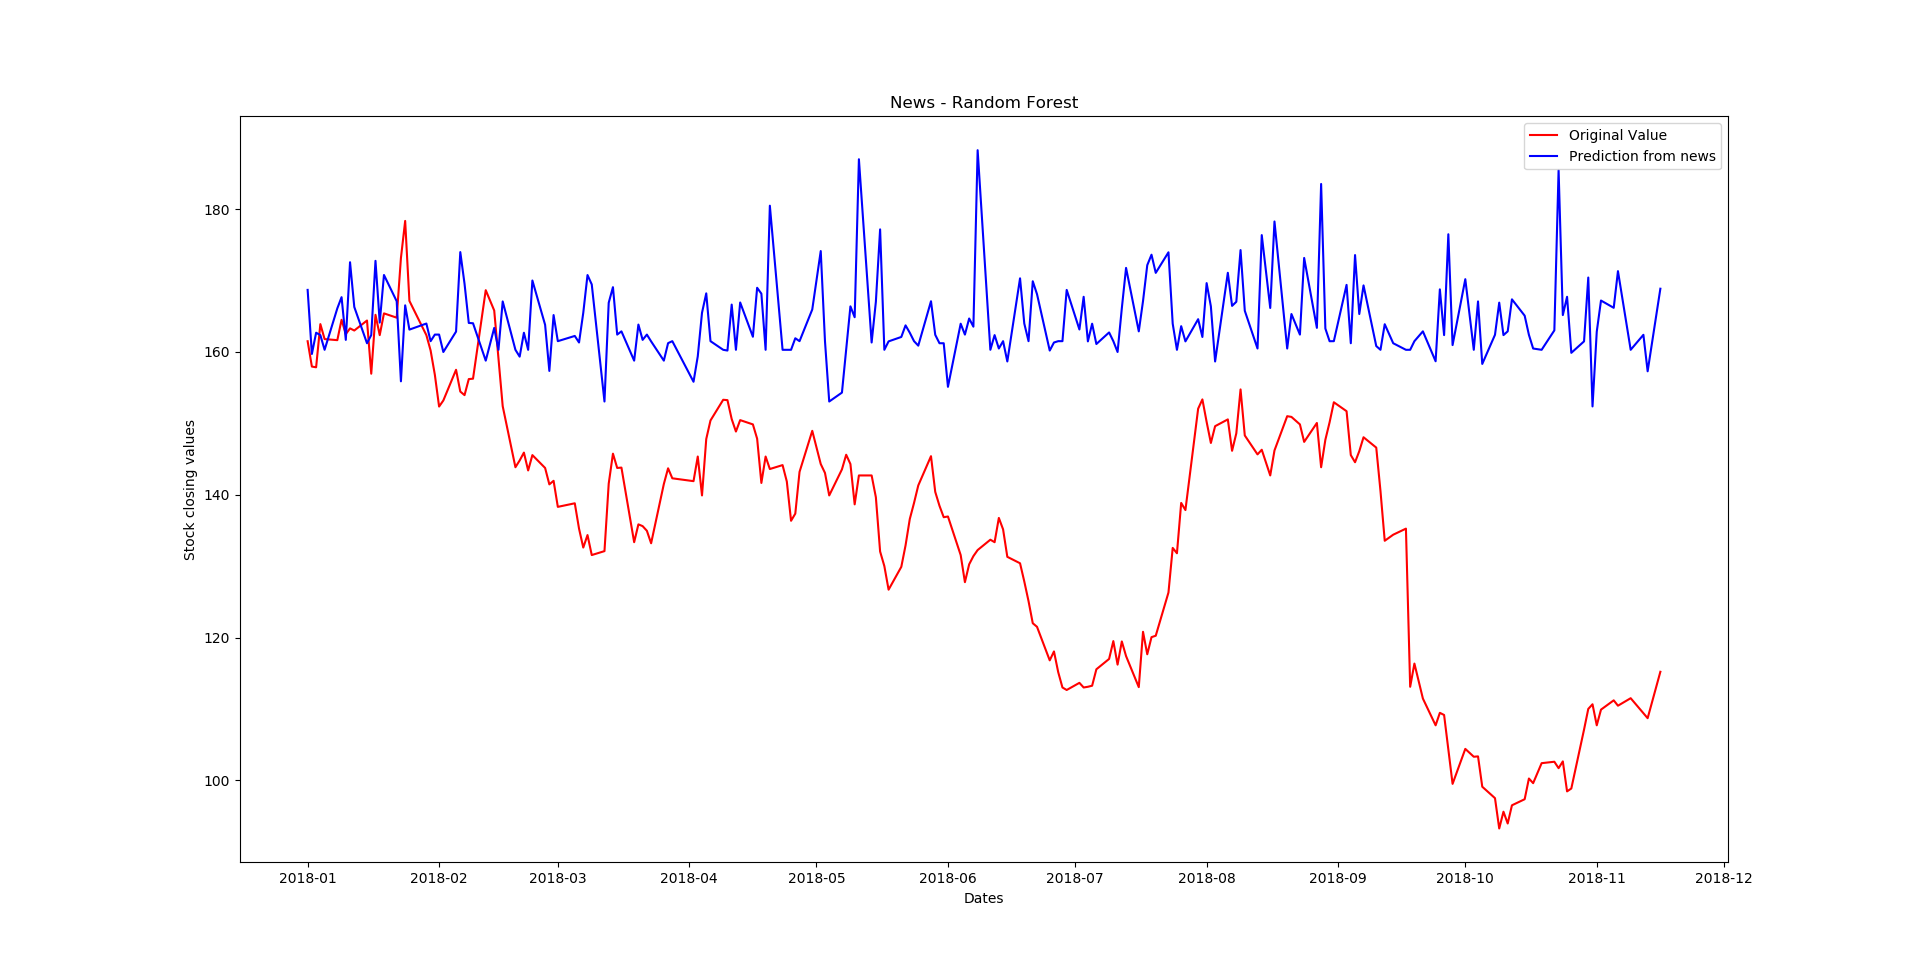 News - Random Forest
Original Value
Prediction from news
180
160
140
120
100
Stock closing values
2018-01 2018-02 2018-03 2018-04 2018-05 2018-06 2018-07 2018-08 2018-09 2018-10 2018-11 2018-12
Dates